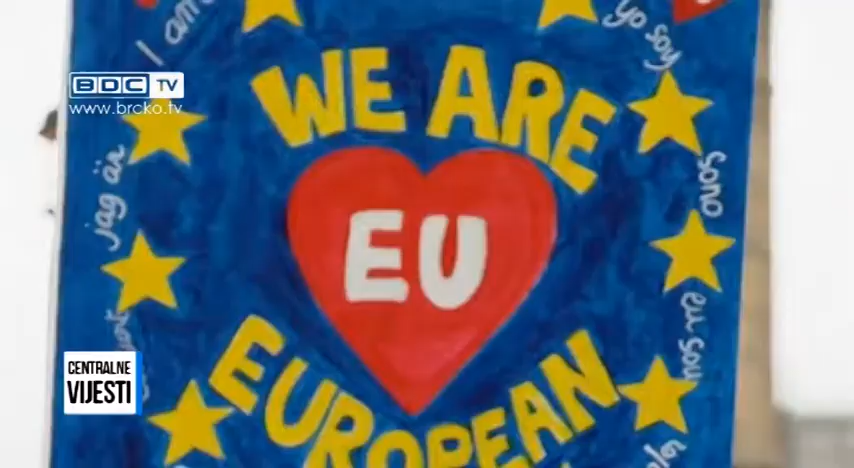 I am
yo soy
BDC TV
www.brcko.tv
WE ARE
jag är
sono
EU
eu sou
CENTRALNE
VIJESTI
EUROPEAN